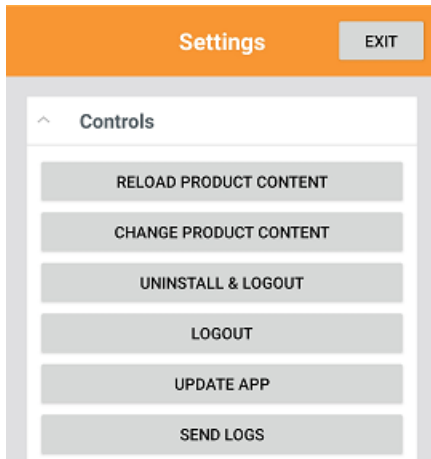 Settings
EXIT
Controls
RELOAD PRODUCT CONTENT
CHANGE PRODUCT CONTENT
UNINSTALL & LOGOUT
LOGOUT
UPDATE APP
SEND LOGS